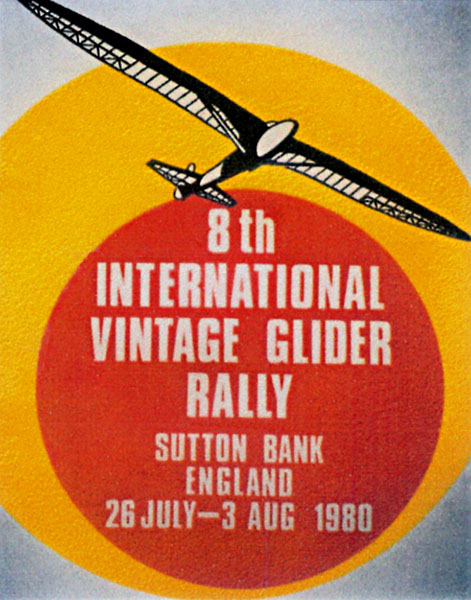 8th
INTERNATIONAL
VINTAGE GLIDER
RALLY
SUTTON BANK
ENGLAND
26 JULY—3 AUG 1980